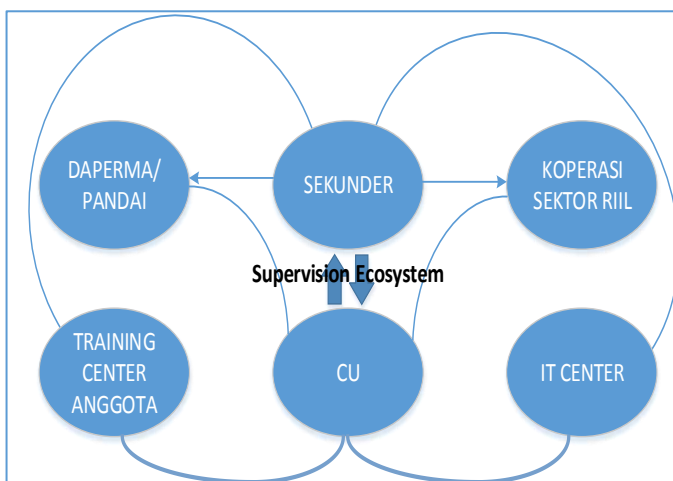 DAPERMA/
PANDAI
SEKUNDER
KOPERASI
SEKTOR RIIL
Supervision Ecosystem
TRAINING
CENTER
ANGGOTA
CU
IT CENTER